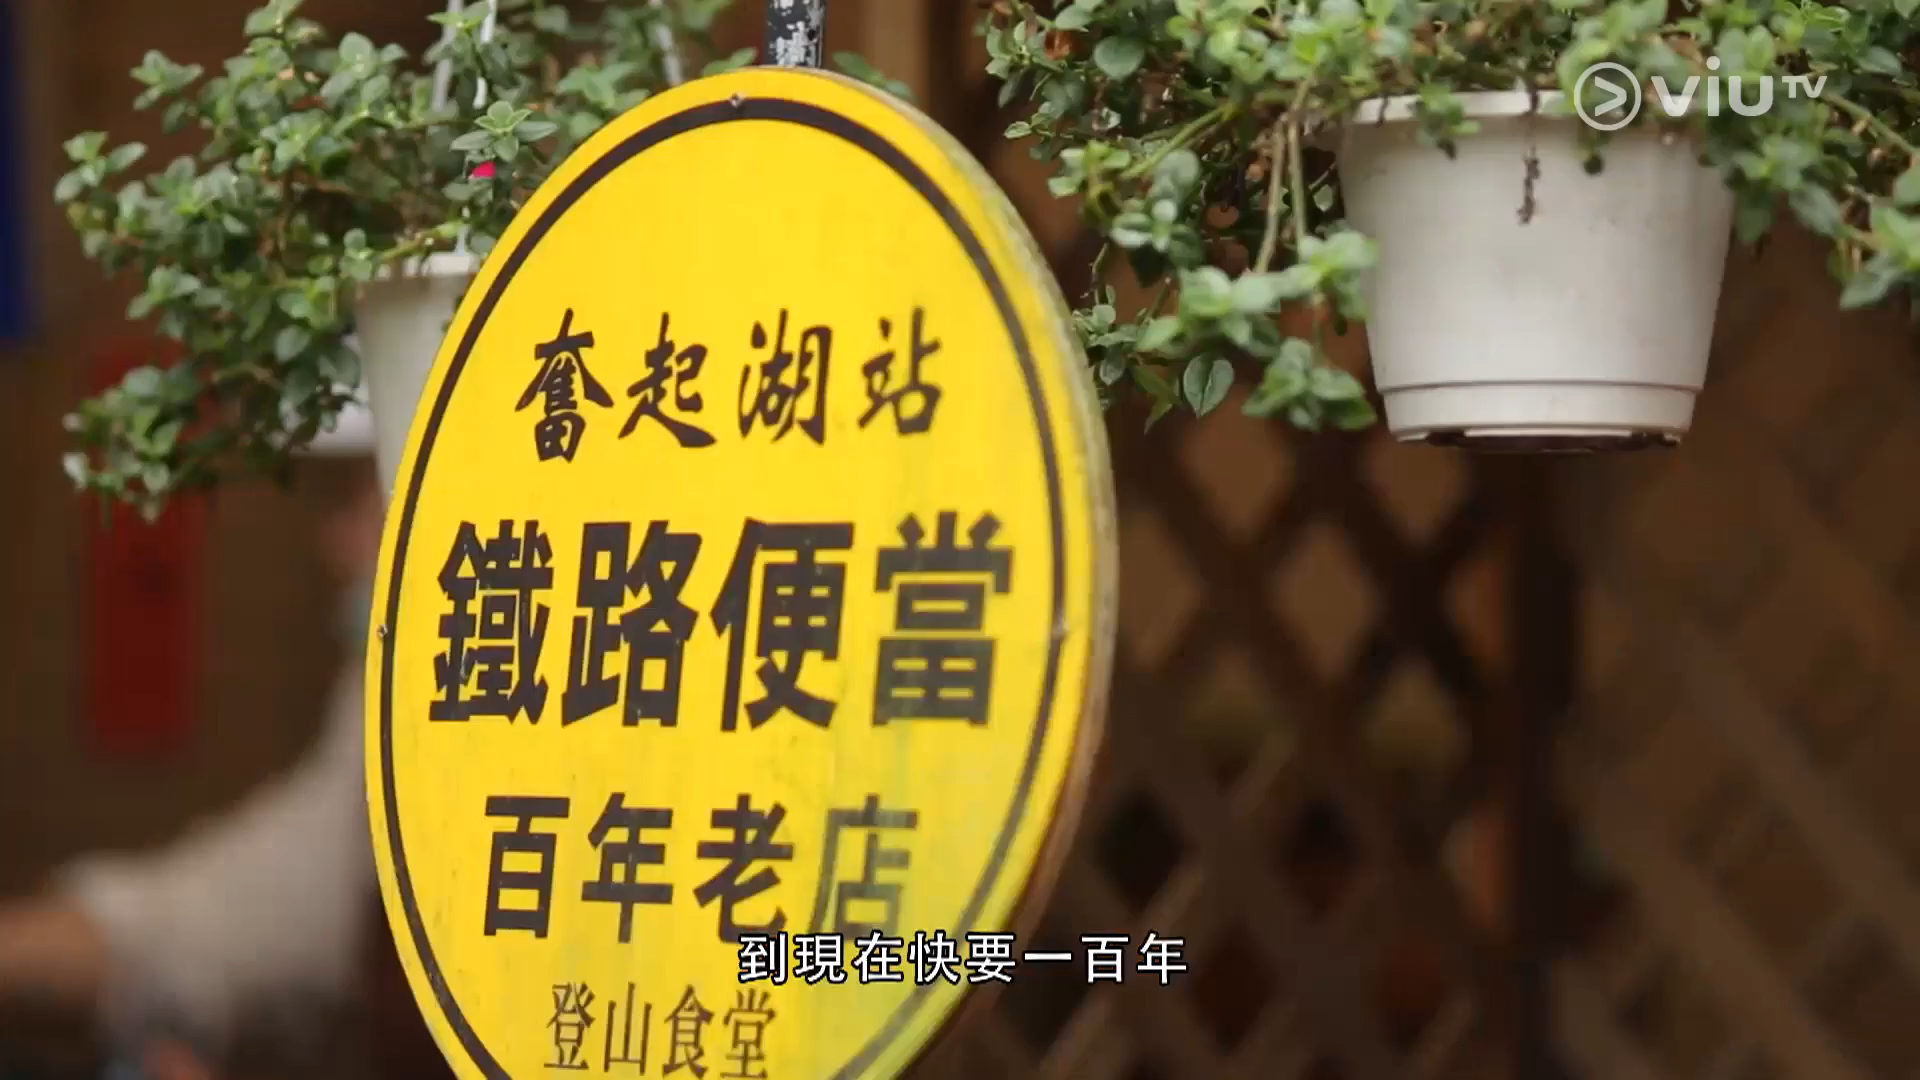 viuTV
奮起湖站
鐵路便當
百年老店
到現在快要一百年
登山食堂